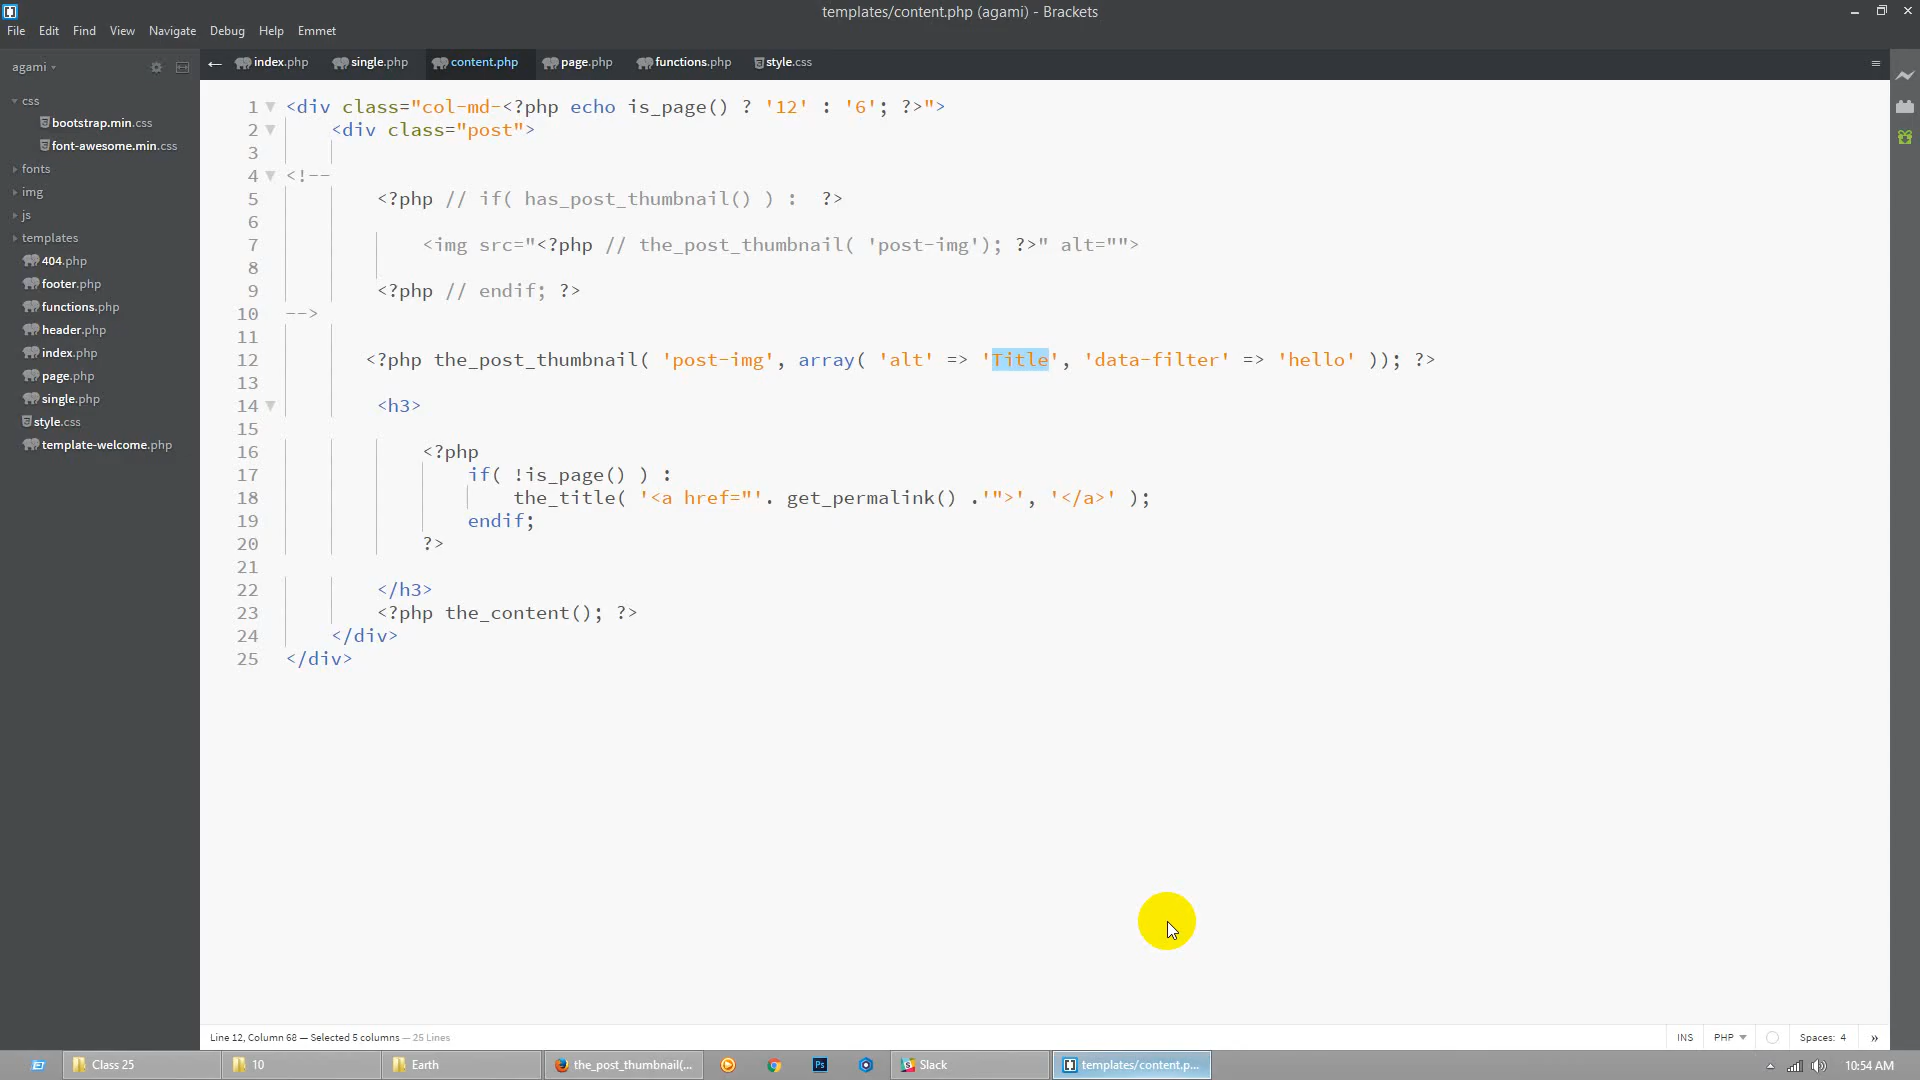 templates/content.php (agami) - Brackets
File Edit Find View Navigate Debug Help Emmet
agami
index.php single.php content.php page.php functions.php style.css
css
bootstrap.min.css
font-awesome.min.css
fonts
img
js
templates
404.php
footer.php
functions.php
header.php
index.php
page.php
single.php
style.css
template-welcome.php
1 <div class="col-md-<?php echo is_page() ? '12' : '6'; ?>">
2 <div class="post">
3
4 <!--
5 <?php // if( has_post_thumbnail() ) :  ?>
6
7 <img src="<?php // the_post_thumbnail( 'post-img'); ?>" alt="">
8
9 <?php // endif; ?>
10 -->
11
12 <?php the_post_thumbnail( 'post-img', array( 'alt' => 'Title', 'data-filter' => 'hello' )); ?>
13
14 <h3>
15
16 <?php
17 if( !is_page() ) :
18 the_title( '<a href="'. get_permalink() .'">', '</a>' );
19 endif;
20 ?>
21
22 </h3>
23 <?php the_content(); ?>
24 </div>
25 </div>
Line 12, Column 68 — Selected 5 columns — 25 Lines
INS PHP Spaces: 4
Class 25 10 Earth the_post_thumbnail(... Ps Slack templates/content.p... 10:54 AM